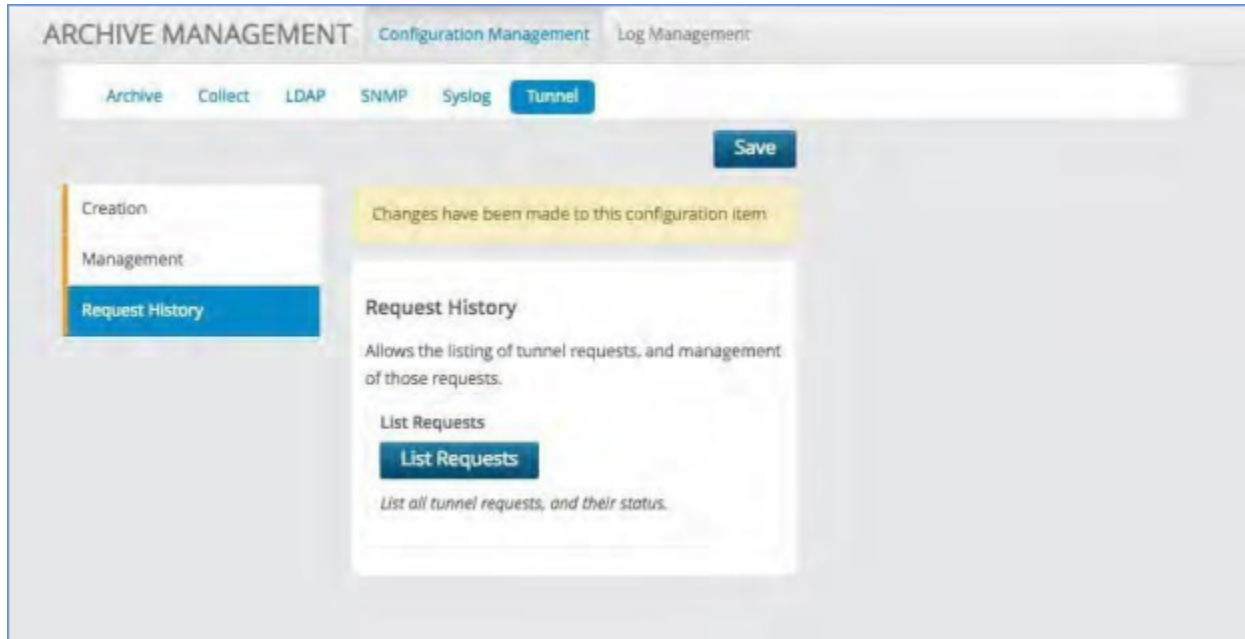 ARCHIVE MANAGEMENT Configuration Management Log Management
Archive Collect LDAP SNMP Syslog Tunnel
Save
Creation
Management
Request History
Changes have been made to this configuration item
Request History
Allows the listing of tunnel requests, and management
of those requests.
List Requests
List Requests
List all tunnel requests, and their status.